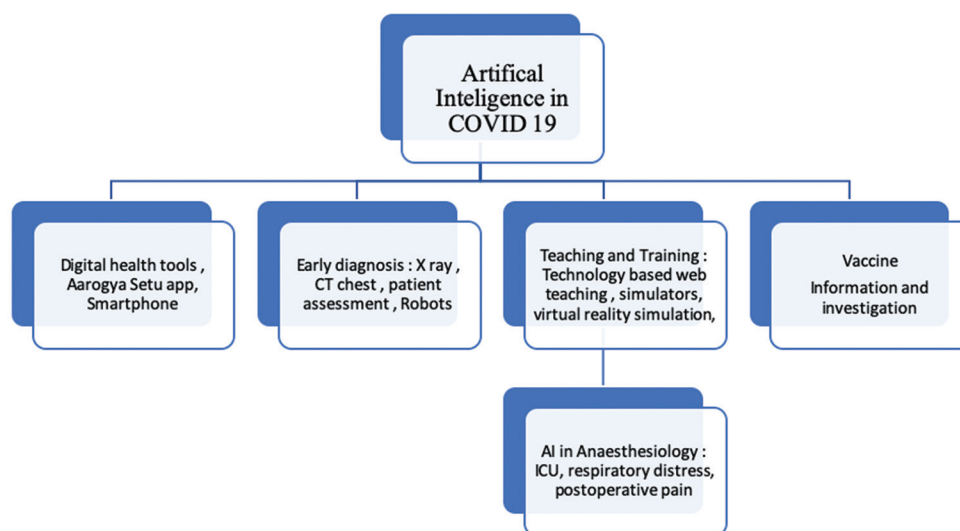 Artifical
Inteligence in
COVID 19
Digital health tools ,
Aarogya Setu app,
Smartphone
Early diagnosis : X ray ,
CT chest , patient
assessment , Robots
Teaching and Training :
Technology based web
teaching , simulators,
virtual reality simulation,
Vaccine
Information and
investigation
AI in Anaesthesiology :
ICU, respiratory distress,
postoperative pain